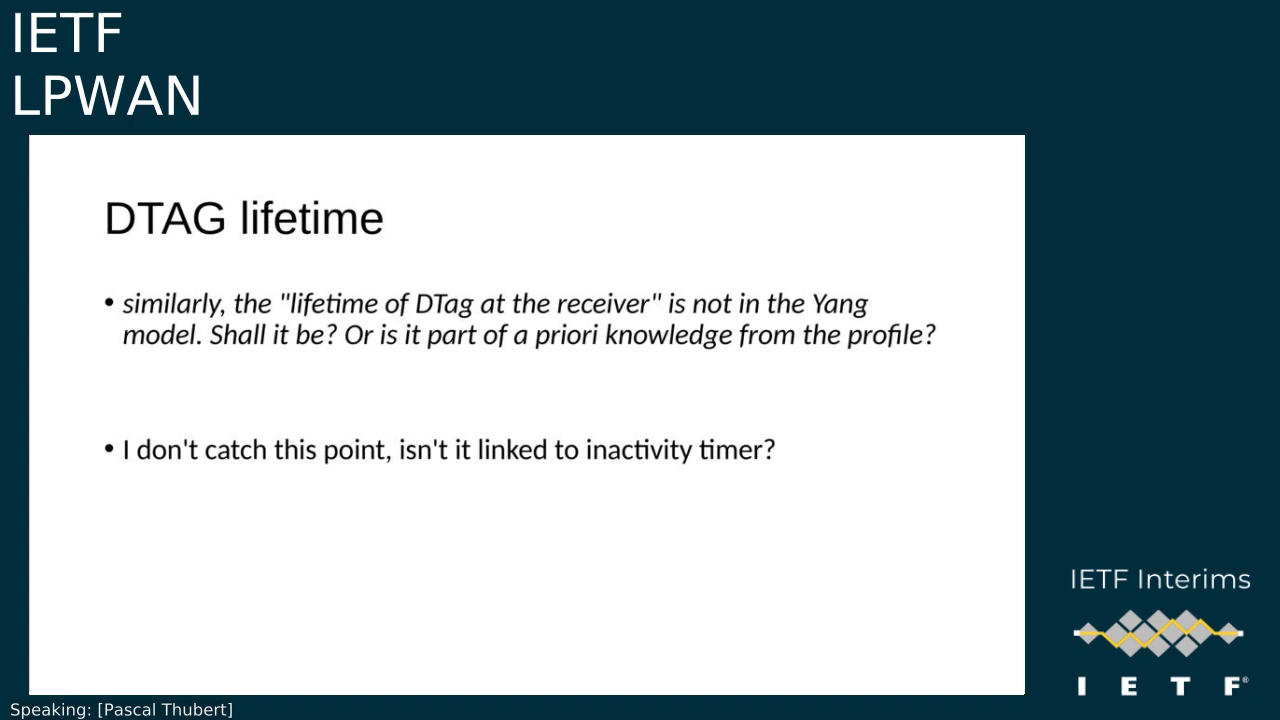 IETF
LPWAN
DTAG lifetime
• similarly, the "lifetime of DTag at the receiver" is not in the Yang
model. Shall it be? Or is it part of a priori knowledge from the profile?
• I don't catch this point, isn't it linked to inactivity timer?
IETF Interims
I E T F®
Speaking: [Pascal Thubert]